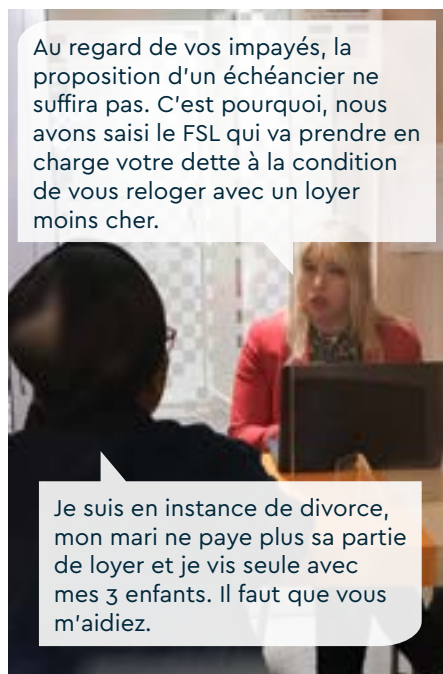 Au regard de vos impayés, la
proposition d'un échéancier ne
suffira pas. C'est pourquoi, nous
avons saisi le FSL qui va prendre en
charge votre dette à la condition
de vous reloger avec un loyer
moins cher.
Je suis en instance de divorce,
mon mari ne paye plus sa partie
de loyer et je vis seule avec
mes 3 enfants. Il faut que vous
m'aidiez.